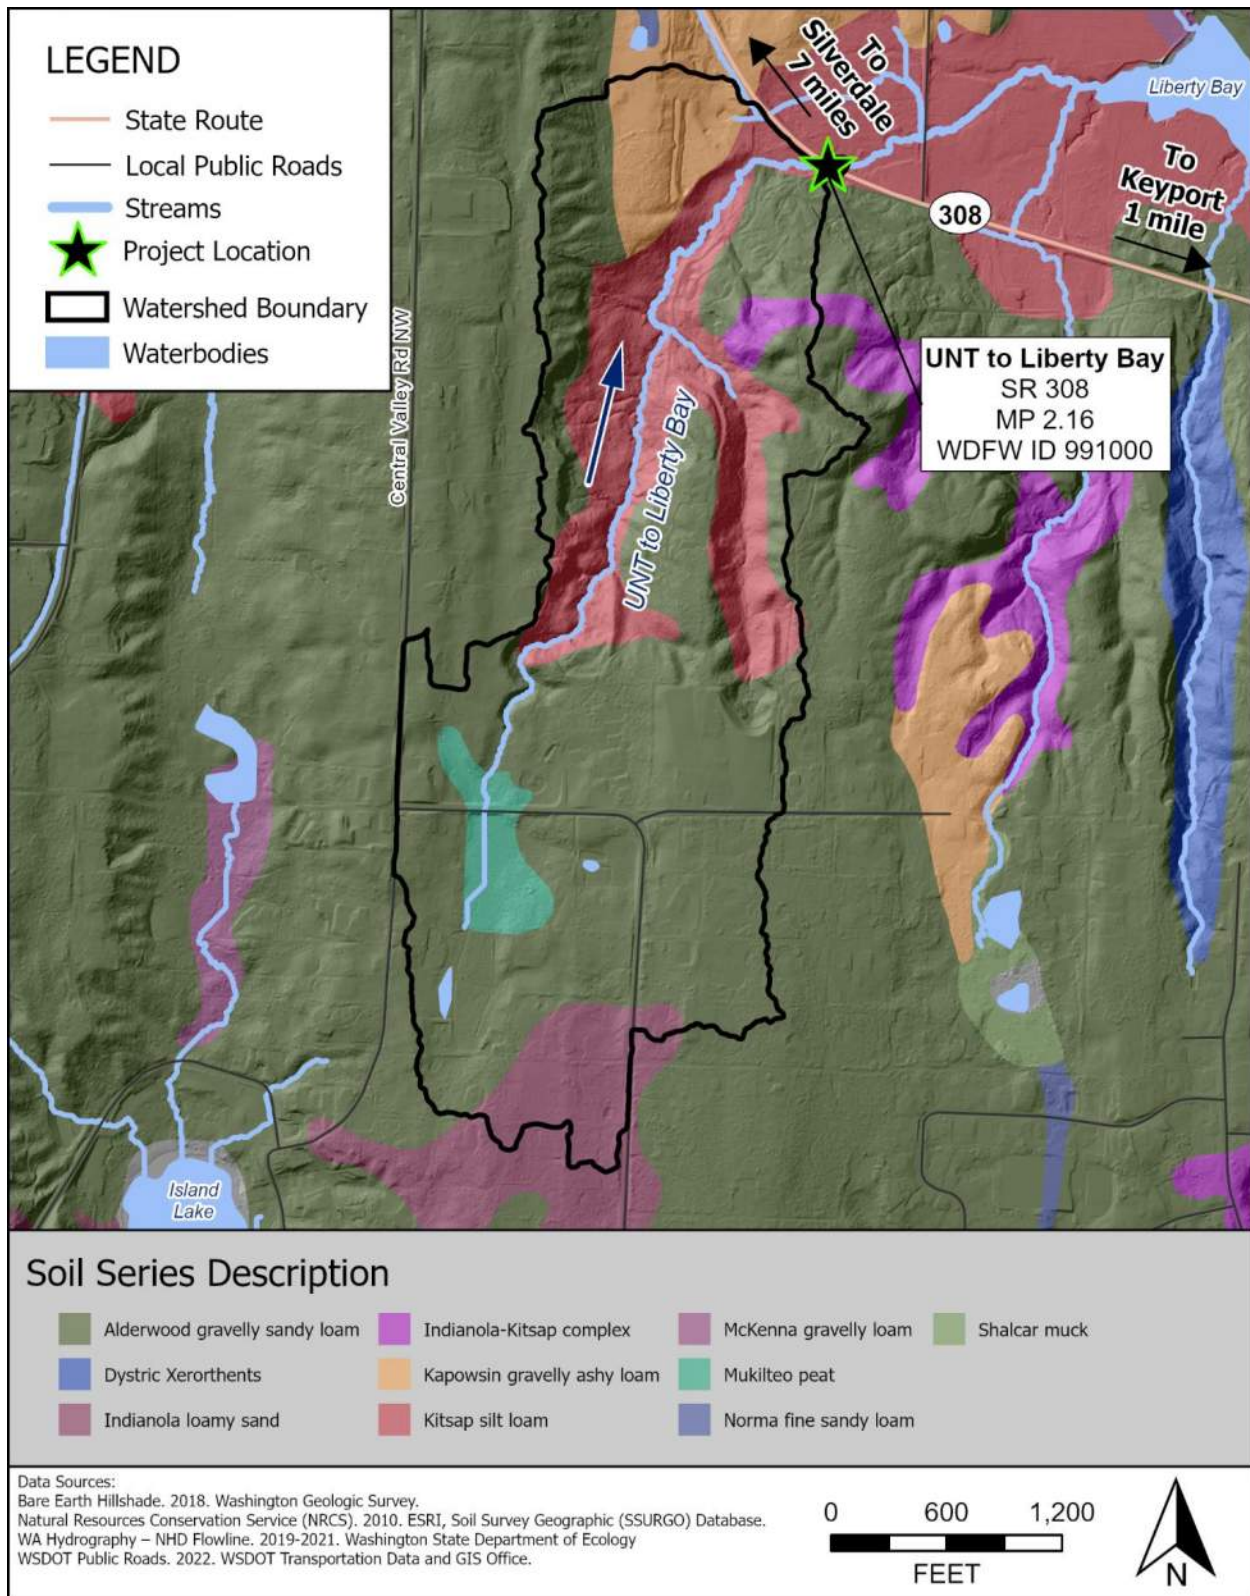 LEGEND
State Route
Local Public Roads
Streams
Project Location
Watershed Boundary
Waterbodies
To
Silverdale
7 miles
Liberty Bay
To
Keyport
1 mile
308
Central Valley Rd NW
UNT to Liberty Bay
UNT to Liberty Bay
SR 308
MP 2.16
WDFW ID 991000
Island
Lake
Soil Series Description
Alderwood gravelly sandy loam
Indianola-Kitsap complex
McKenna gravelly loam
Shalcar muck
Dystric Xerorthents
Kapowsin gravelly ashy loam
Mukilteo peat
Indianola loamy sand
Kitsap silt loam
Norma fine sandy loam
Data Sources:
Bare Earth Hillshade. 2018. Washington Geologic Survey.
Natural Resources Conservation Service (NRCS). 2010. ESRI, Soil Survey Geographic (SSURGO) Database.
WA Hydrography – NHD Flowline. 2019-2021. Washington State Department of Ecology
WSDOT Public Roads. 2022. WSDOT Transportation Data and GIS Office.
0 600 1,200
FEET
N